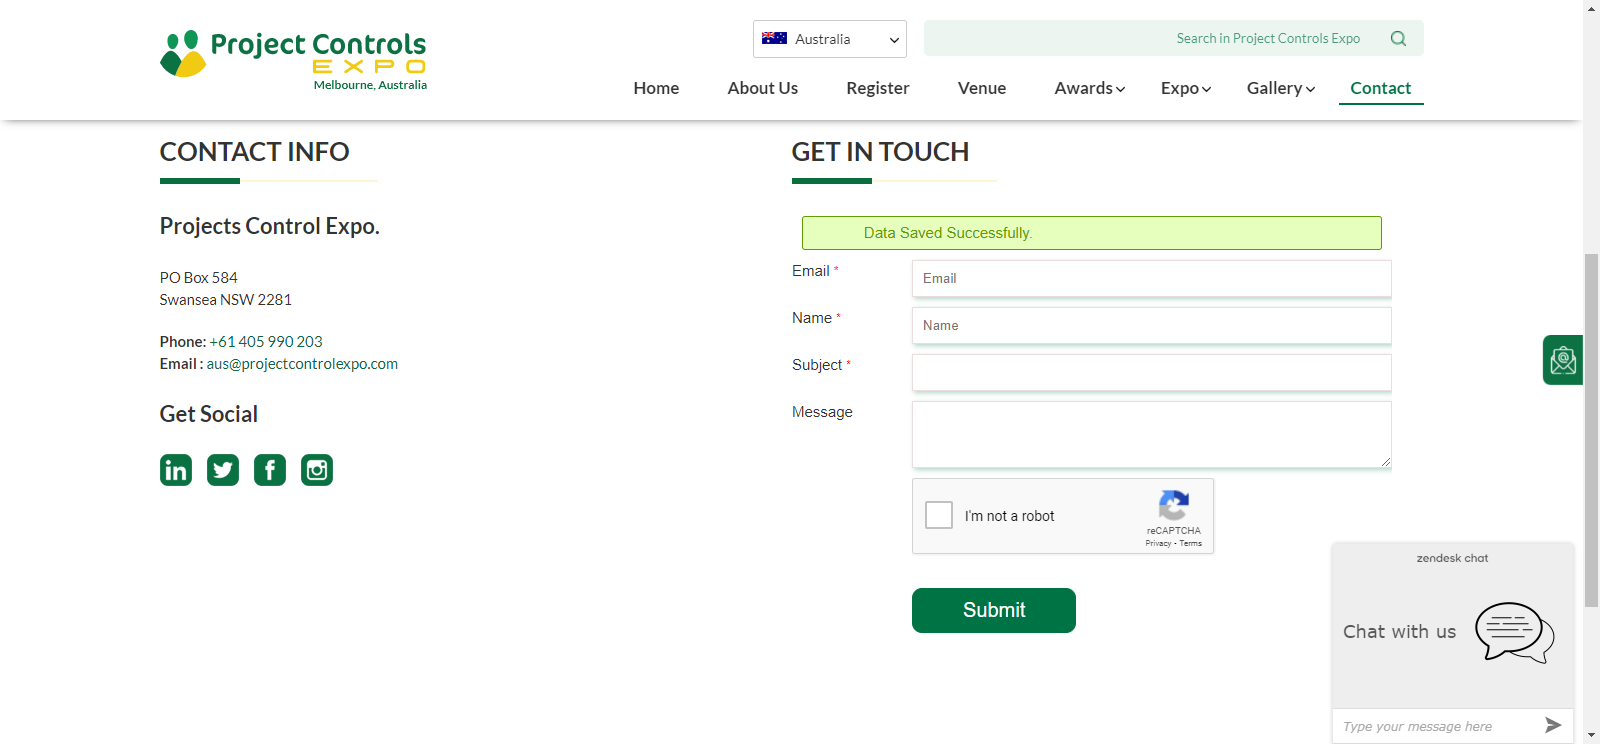 Project Controls
EXPO
Melbourne, Australia
Australia
Search in Project Controls Expo
Home
About Us
Register
Venue
Awards
Expo
Gallery
Contact
CONTACT INFO
Projects Control Expo.
PO Box 584
Swansea NSW 2281
Phone: +61 405 990 203
Email : aus@projectcontrolexpo.com
Get Social
GET IN TOUCH
Data Saved Successfully.
Email *
Email
Name *
Name
Subject *
Message
I'm not a robot
reCAPTCHA
Privacy - Terms
Submit
zendesk chat
Chat with us
Type your message here